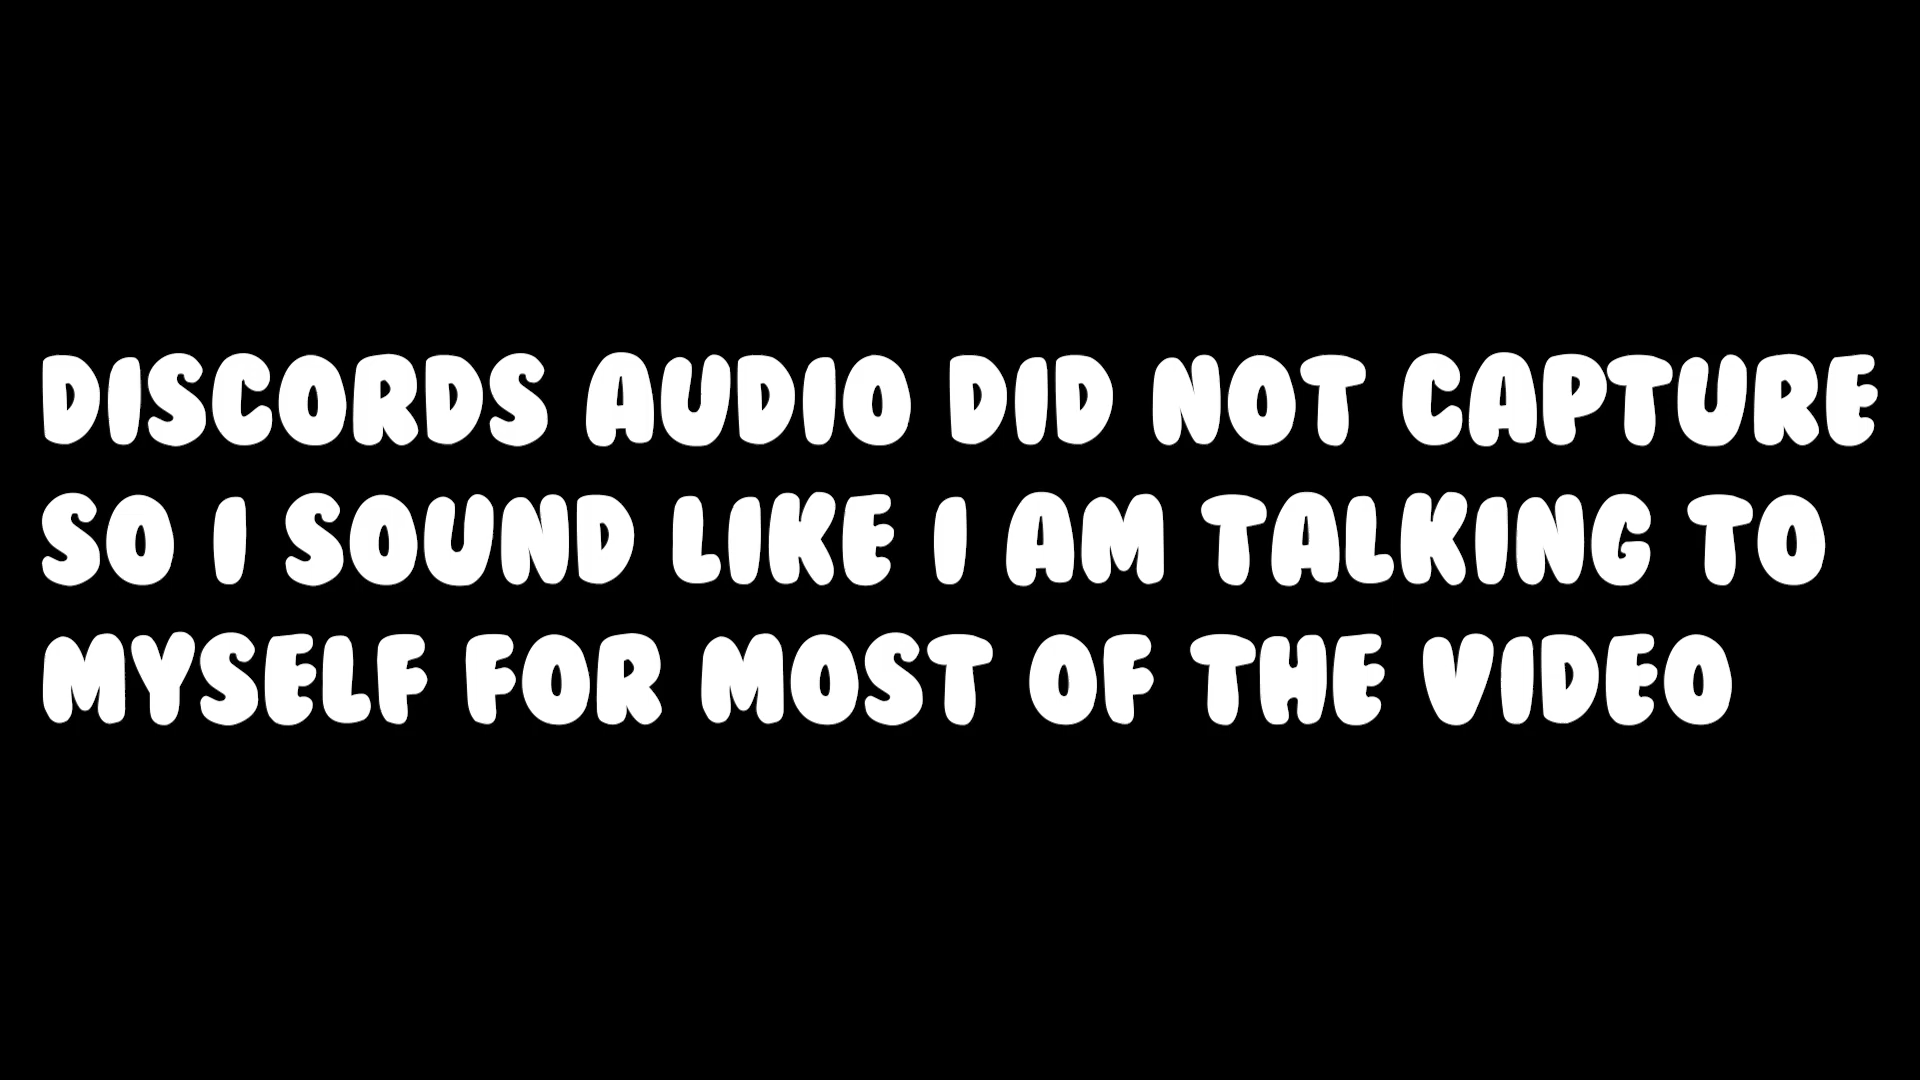 DISCORDS AUDIO DID NOT CAPTURE
SO I SOUND LIKE I AM TALKING TO
MYSELF FOR MOST OF THE VIDEO